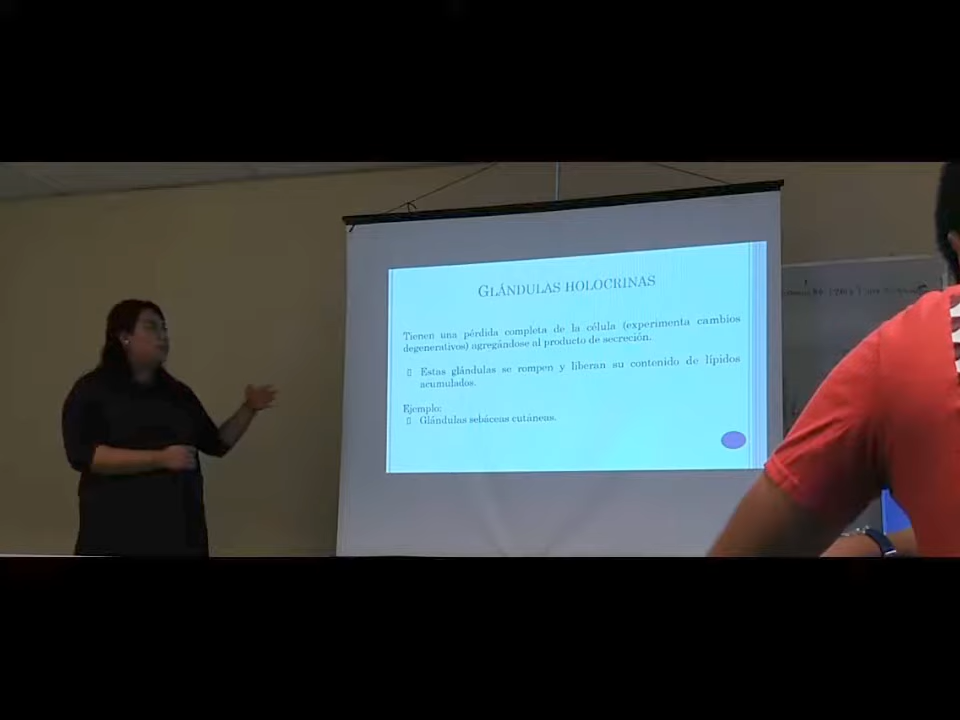 GLÁNDULAS HOLOCRINAS
Tienen una pérdida completa de la célula (experimenta cambios
degenerativos) agregándose al producto de secreción.
▯ Estas glándulas se rompen y liberan su contenido de lípidos
acumulados.
Ejemplo:
▯ Glándulas sebáceas cutáneas.